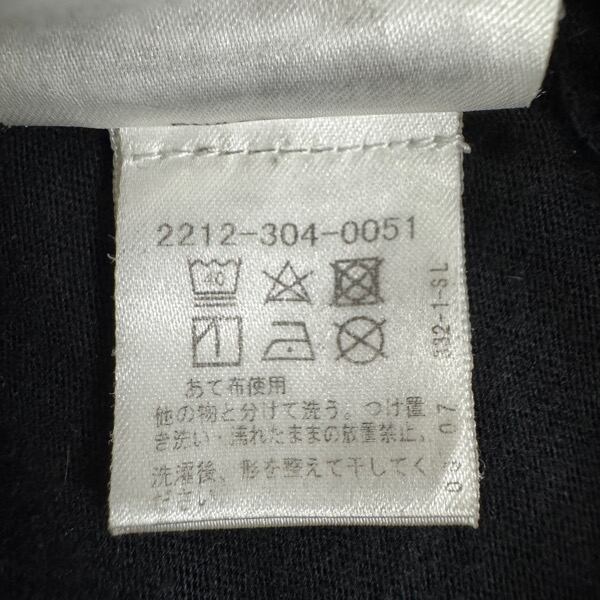 2212-304-0051
40
あて布使用
他の物と分けて洗う。つけ置
き洗い・濡れたままの放置禁止。
洗濯後、形を整えて干してく
ださい
332-1-SL